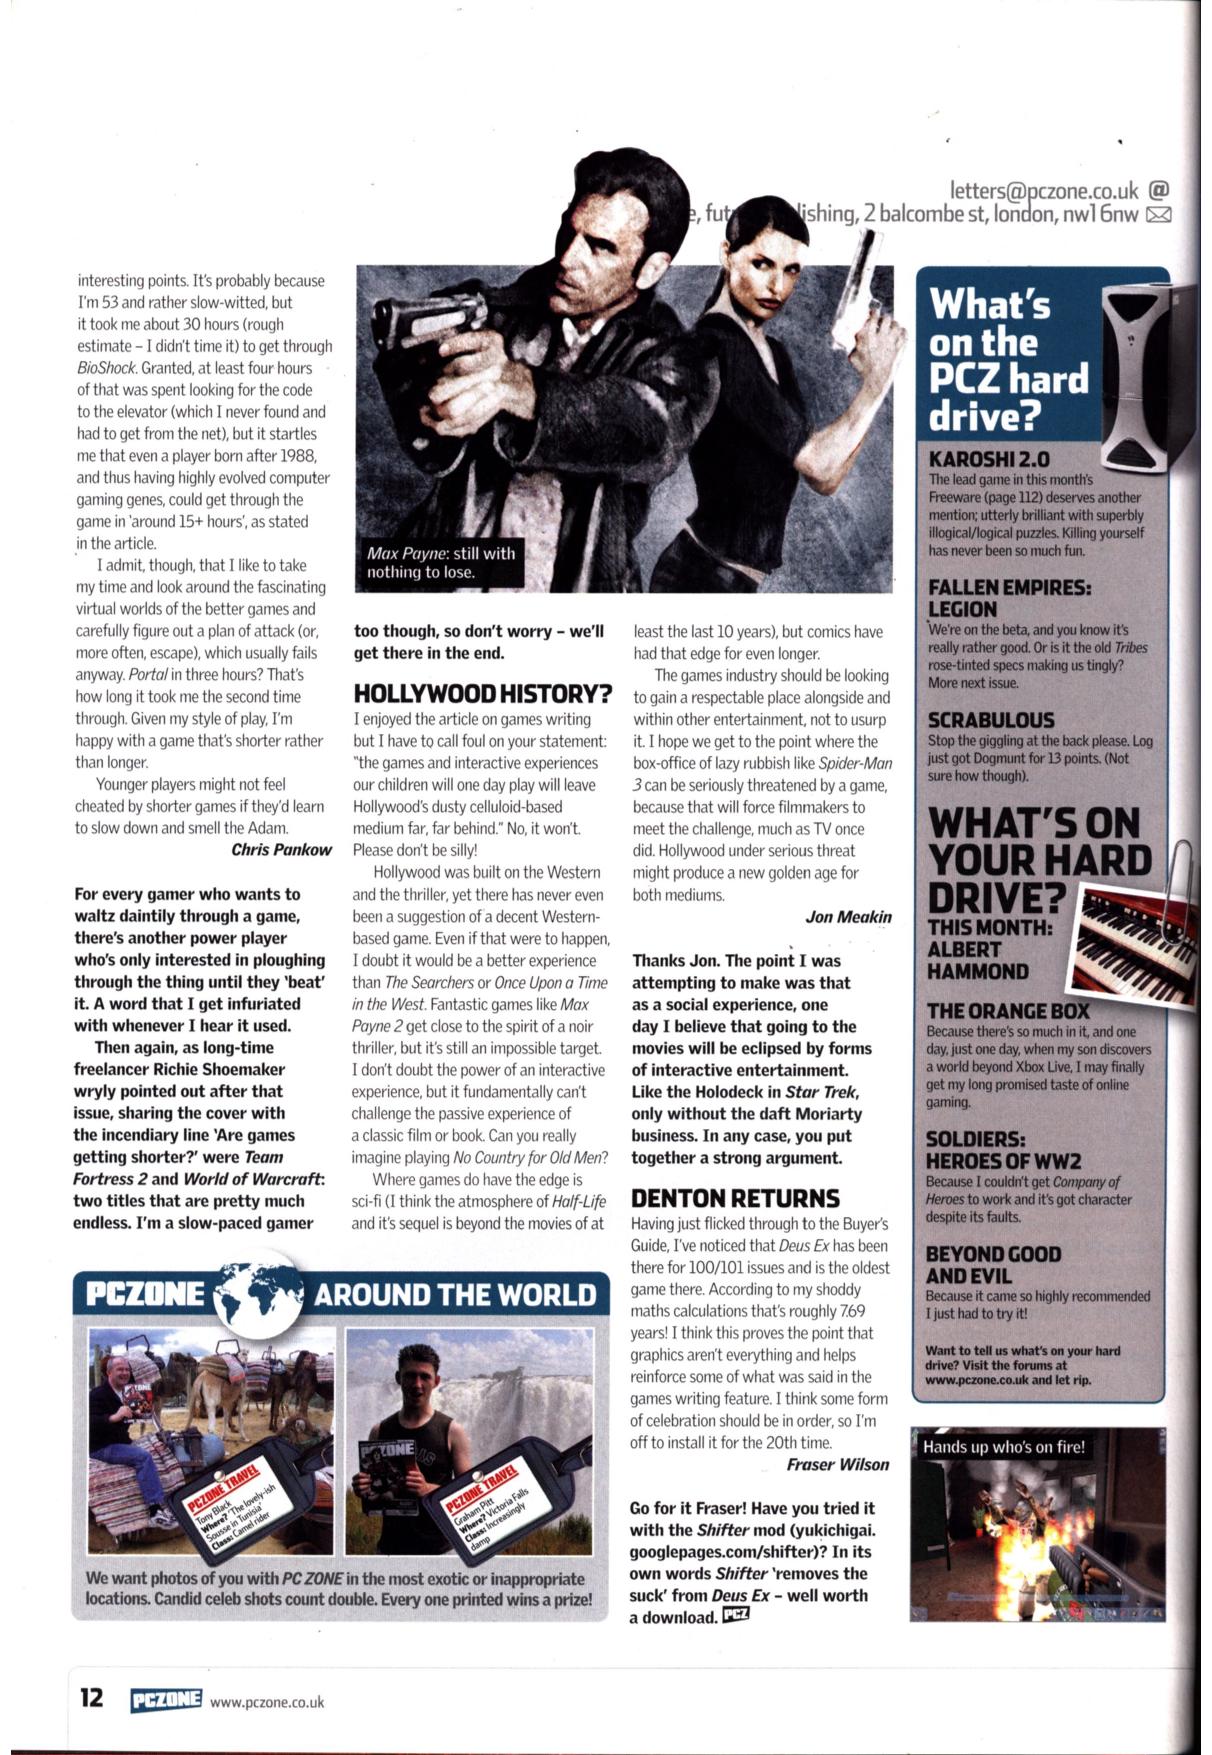 letters@pczone.co.uk @
e, fut ishing, 2 balcombe st, london, nw1 6nw
interesting points. It's probably because
I'm 53 and rather slow-witted, but
it took me about 30 hours (rough
estimate – I didn't time it) to get through
BioShock. Granted, at least four hours
of that was spent looking for the code
to the elevator (which I never found and
had to get from the net), but it startles
me that even a player born after 1988,
and thus having highly evolved computer
gaming genes, could get through the
game in 'around 15+ hours', as stated
in the article.
I admit, though, that I like to take
my time and look around the fascinating
virtual worlds of the better games and
carefully figure out a plan of attack (or,
more often, escape), which usually fails
anyway. Portal in three hours? That's
how long it took me the second time
through. Given my style of play, I'm
happy with a game that's shorter rather
than longer.
Younger players might not feel
cheated by shorter games if they'd learn
to slow down and smell the Adam.
Chris Pankow
For every gamer who wants to
waltz daintily through a game,
there's another power player
who's only interested in ploughing
through the thing until they 'beat'
it. A word that I get infuriated
with whenever I hear it used.
Then again, as long-time
freelancer Richie Shoemaker
wryly pointed out after that
issue, sharing the cover with
the incendiary line 'Are games
getting shorter?' were Team
Fortress 2 and World of Warcraft:
two titles that are pretty much
endless. I'm a slow-paced gamer
Max Payne: still with
nothing to lose.
too though, so don't worry – we'll
get there in the end.
HOLLYWOOD HISTORY?
I enjoyed the article on games writing
but I have to call foul on your statement:
"the games and interactive experiences
our children will one day play will leave
Hollywood's dusty celluloid-based
medium far, far behind." No, it won't.
Please don't be silly!
Hollywood was built on the Western
and the thriller, yet there has never even
been a suggestion of a decent Western-
based game. Even if that were to happen,
I doubt it would be a better experience
than The Searchers or Once Upon a Time
in the West. Fantastic games like Max
Payne 2 get close to the spirit of a noir
thriller, but it's still an impossible target.
I don't doubt the power of an interactive
experience, but it fundamentally can't
challenge the passive experience of
a classic film or book. Can you really
imagine playing No Country for Old Men?
Where games do have the edge is
sci-fi (I think the atmosphere of Half-Life
and it's sequel is beyond the movies of at
least the last 10 years), but comics have
had that edge for even longer.
The games industry should be looking
to gain a respectable place alongside and
within other entertainment, not to usurp
it. I hope we get to the point where the
box-office of lazy rubbish like Spider-Man
3 can be seriously threatened by a game,
because that will force filmmakers to
meet the challenge, much as TV once
did. Hollywood under serious threat
might produce a new golden age for
both mediums.
Jon Meakin
Thanks Jon. The point I was
attempting to make was that
as a social experience, one
day I believe that going to the
movies will be eclipsed by forms
of interactive entertainment.
Like the Holodeck in Star Trek,
only without the daft Moriarty
business. In any case, you put
together a strong argument.
DENTON RETURNS
Having just flicked through to the Buyer's
Guide, I've noticed that Deus Ex has been
there for 100/101 issues and is the oldest
game there. According to my shoddy
maths calculations that's roughly 7.69
years! I think this proves the point that
graphics aren't everything and helps
reinforce some of what was said in the
games writing feature. I think some form
of celebration should be in order, so I'm
off to install it for the 20th time.
Fraser Wilson
Go for it Fraser! Have you tried it
with the Shifter mod (yukichigai.
googlepages.com/shifter)? In its
own words Shifter 'removes the
suck' from Deus Ex – well worth
a download. PCZ
PCZONE AROUND THE WORLD
PCZONE TRAVEL
Tony Black
Where? 'The lovely-ish
Sousse in Tunisia'
Class: Camel rider
PCZONE
PCZONE TRAVEL
Graham Pitt
Where? Victoria Falls
Class: Increasingly
damp
We want photos of you with PC ZONE in the most exotic or inappropriate
locations. Candid celeb shots count double. Every one printed wins a prize!
What's
on the
PCZ hard
drive?
KAROSHI 2.0
The lead game in this month's
Freeware (page 112) deserves another
mention; utterly brilliant with superbly
illogical/logical puzzles. Killing yourself
has never been so much fun.
FALLEN EMPIRES:
LEGION
We're on the beta, and you know it's
really rather good. Or is it the old Tribes
rose-tinted specs making us tingly?
More next issue.
SCRABULOUS
Stop the giggling at the back please. Log
just got Dogmunt for 13 points. (Not
sure how though).
WHAT'S ON
YOUR HARD
DRIVE?
THIS MONTH:
ALBERT
HAMMOND
THE ORANGE BOX
Because there's so much in it, and one
day, just one day, when my son discovers
a world beyond Xbox Live, I may finally
get my long promised taste of online
gaming.
SOLDIERS:
HEROES OF WW2
Because I couldn't get Company of
Heroes to work and it's got character
despite its faults.
BEYOND GOOD
AND EVIL
Because it came so highly recommended
I just had to try it!
Want to tell us what's on your hard
drive? Visit the forums at
www.pczone.co.uk and let rip.
Hands up who's on fire!
12 PCZONE www.pczone.co.uk